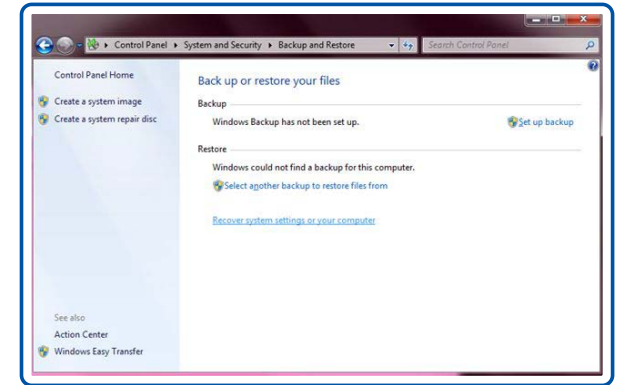 Control Panel ▸ System and Security ▸ Backup and Restore
Search Control Panel
Control Panel Home
Create a system image
Create a system repair disc
See also
Action Center
Windows Easy Transfer
Back up or restore your files
Backup
Windows Backup has not been set up.
Set up backup
Restore
Windows could not find a backup for this computer.
Select another backup to restore files from
Recover system settings or your computer